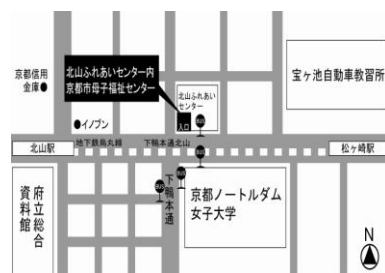 京都信用
金庫●
北山ふれあいセンター内
京都市母子福祉センター
北山ふれあい
センター
入口
宝ヶ池自動車教習所
●イノブン
BUS
北山駅
地下鉄烏丸線
下鴨本通北山
松ヶ崎駅
BUS
BUS
BUS
府立総合
資料館
下鴨本通
京都ノートルダム
女子大学
N